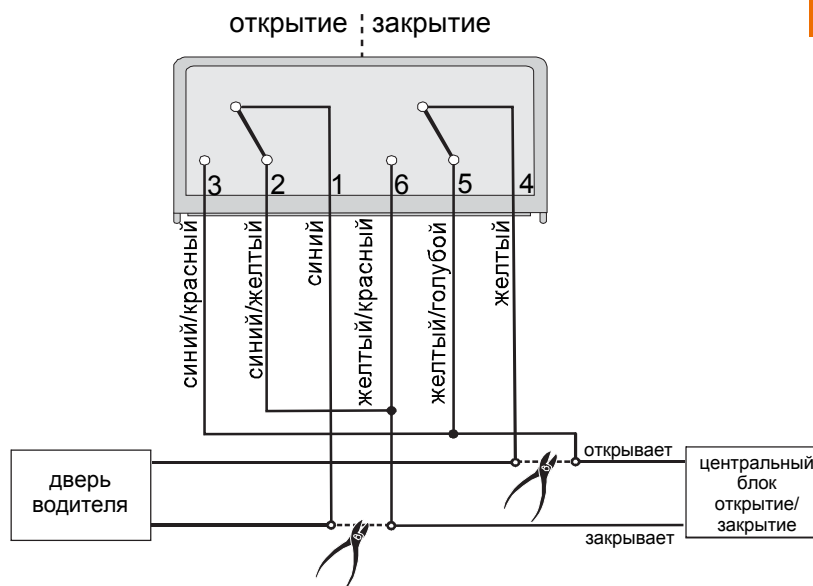 открытие закрытие
3 2 1 6 5 4
синий/красный
синий/желтый
синий
желтый/красный
желтый/голубой
желтый
открывает
дверь
водителя
центральный
блок
открытие/
закрытие
закрывает